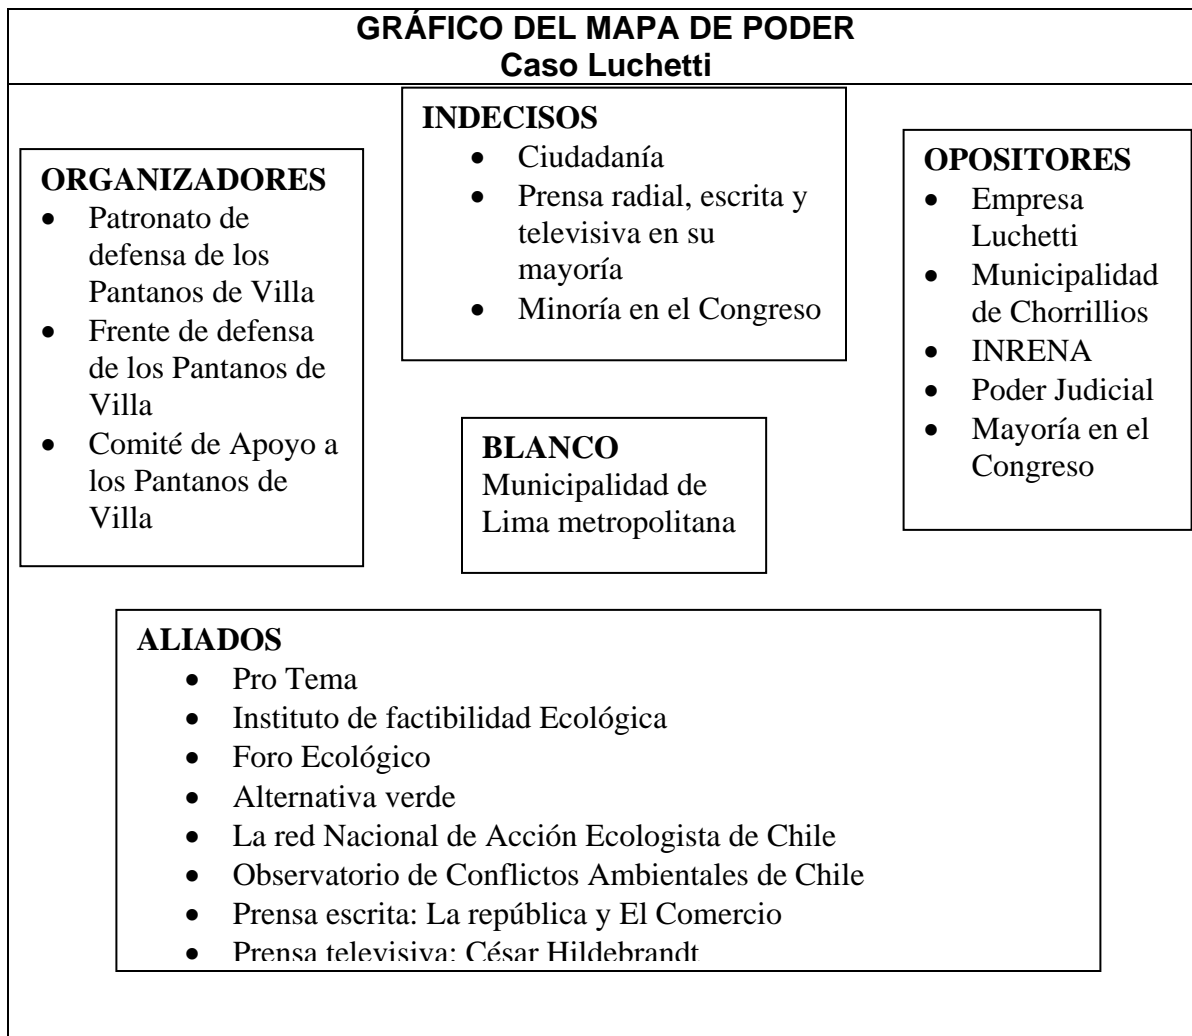 GRÁFICO DEL MAPA DE PODER
Caso Luchetti
INDECISOS
• Ciudadanía
• Prensa radial, escrita y
televisiva en su
mayoría
• Minoría en el Congreso
ORGANIZADORES
• Patronato de
defensa de los
Pantanos de Villa
• Frente de defensa
de los Pantanos de
Villa
• Comité de Apoyo a
los Pantanos de
Villa
OPOSITORES
• Empresa
Luchetti
• Municipalidad
de Chorrillios
• INRENA
• Poder Judicial
• Mayoría en el
Congreso
BLANCO
Municipalidad de
Lima metropolitana
ALIADOS
• Pro Tema
• Instituto de factibilidad Ecológica
• Foro Ecológico
• Alternativa verde
• La red Nacional de Acción Ecologista de Chile
• Observatorio de Conflictos Ambientales de Chile
• Prensa escrita: La república y El Comercio
• Prensa televisiva: César Hildebrandt